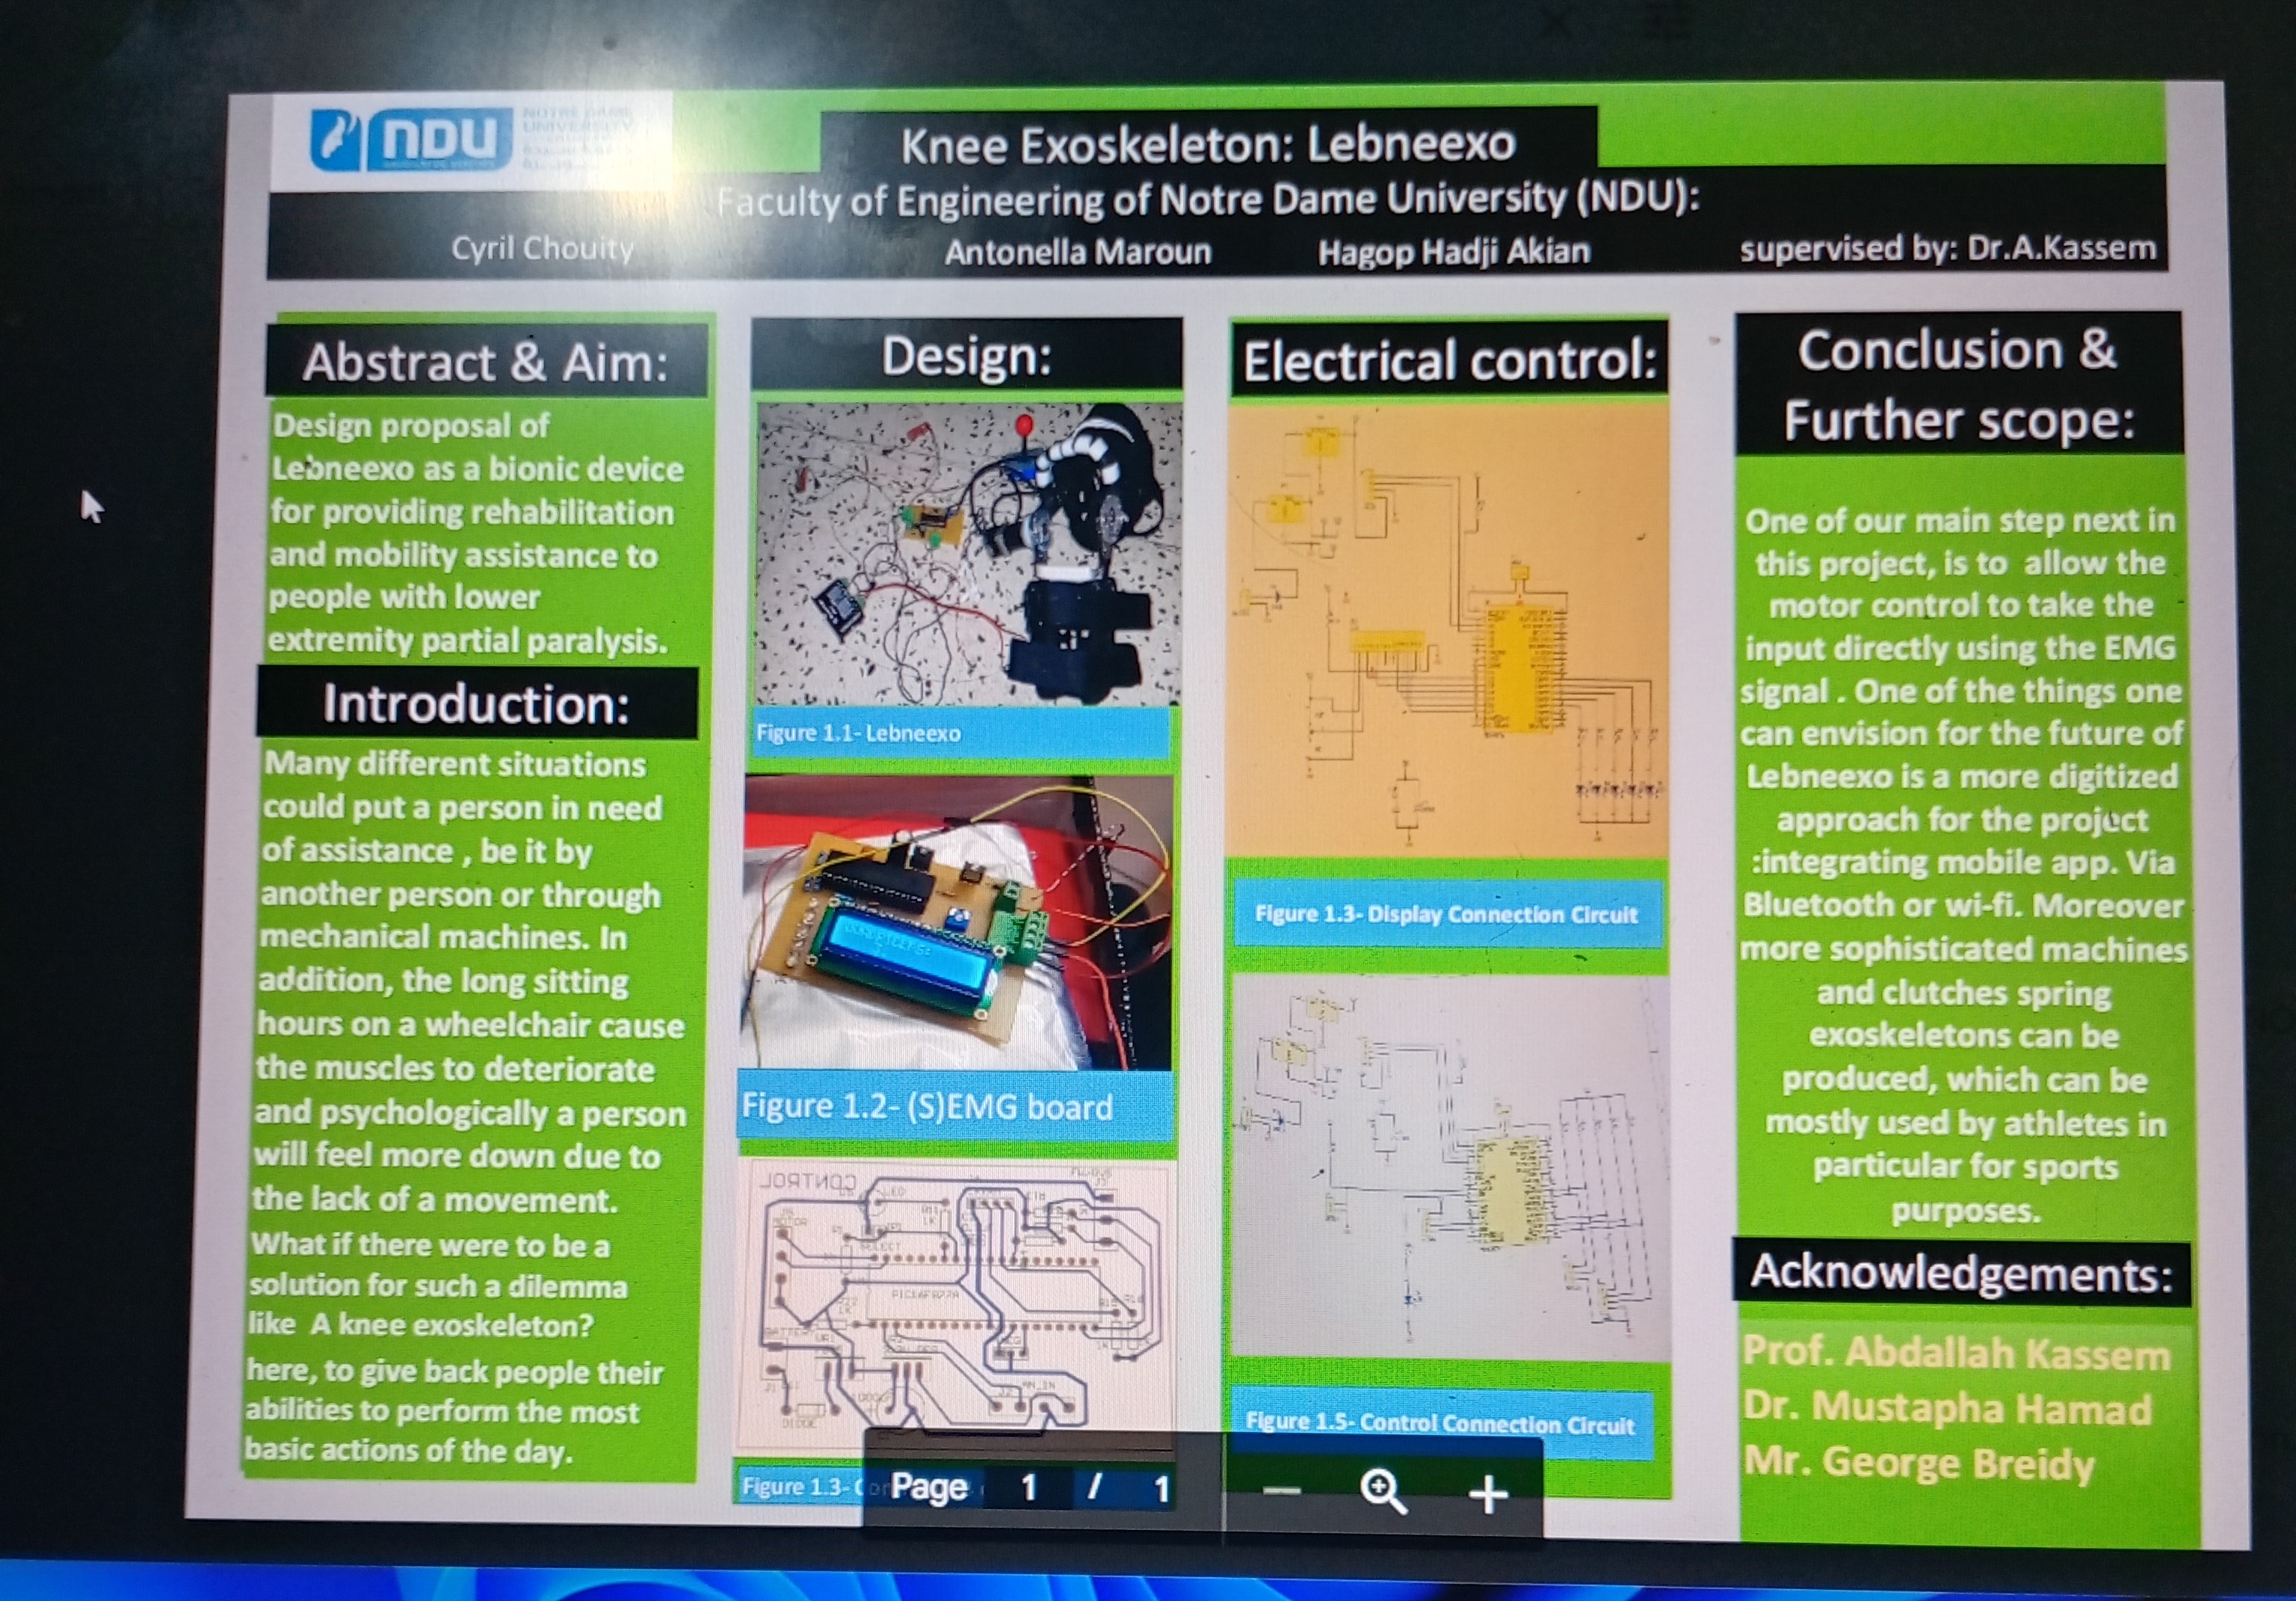 NDU
NOTRE DAME
UNIVERSITY
Knee Exoskeleton: Lebneexo
Faculty of Engineering of Notre Dame University (NDU):
Cyril Chouity
Antonella Maroun
Hagop Hadji Akian
supervised by: Dr.A.Kassem
Abstract & Aim:
Design proposal of
Lebneexo as a bionic device
for providing rehabilitation
and mobility assistance to
people with lower
extremity partial paralysis.
Introduction:
Many different situations
could put a person in need
of assistance , be it by
another person or through
mechanical machines. In
addition, the long sitting
hours on a wheelchair cause
the muscles to deteriorate
and psychologically a person
will feel more down due to
the lack of a movement.
What if there were to be a
solution for such a dilemma
like A knee exoskeleton?
here, to give back people their
abilities to perform the most
basic actions of the day.
Design:
Figure 1.1- Lebneexo
Figure 1.2- (S)EMG board
CONTROL
LED
MOTOR
SELECT
PIC16F877A
BATTERY
AN_IN
DIODE
Figure 1.3-
Electrical control:
Figure 1.3- Display Connection Circuit
Figure 1.5- Control Connection Circuit
Conclusion &
Further scope:
One of our main step next in
this project, is to allow the
motor control to take the
input directly using the EMG
signal . One of the things one
can envision for the future of
Lebneexo is a more digitized
approach for the project
:integrating mobile app. Via
Bluetooth or wi-fi. Moreover
more sophisticated machines
and clutches spring
exoskeletons can be
produced, which can be
mostly used by athletes in
particular for sports
purposes.
Acknowledgements:
Prof. Abdallah Kassem
Dr. Mustapha Hamad
Mr. George Breidy
Page 1 / 1